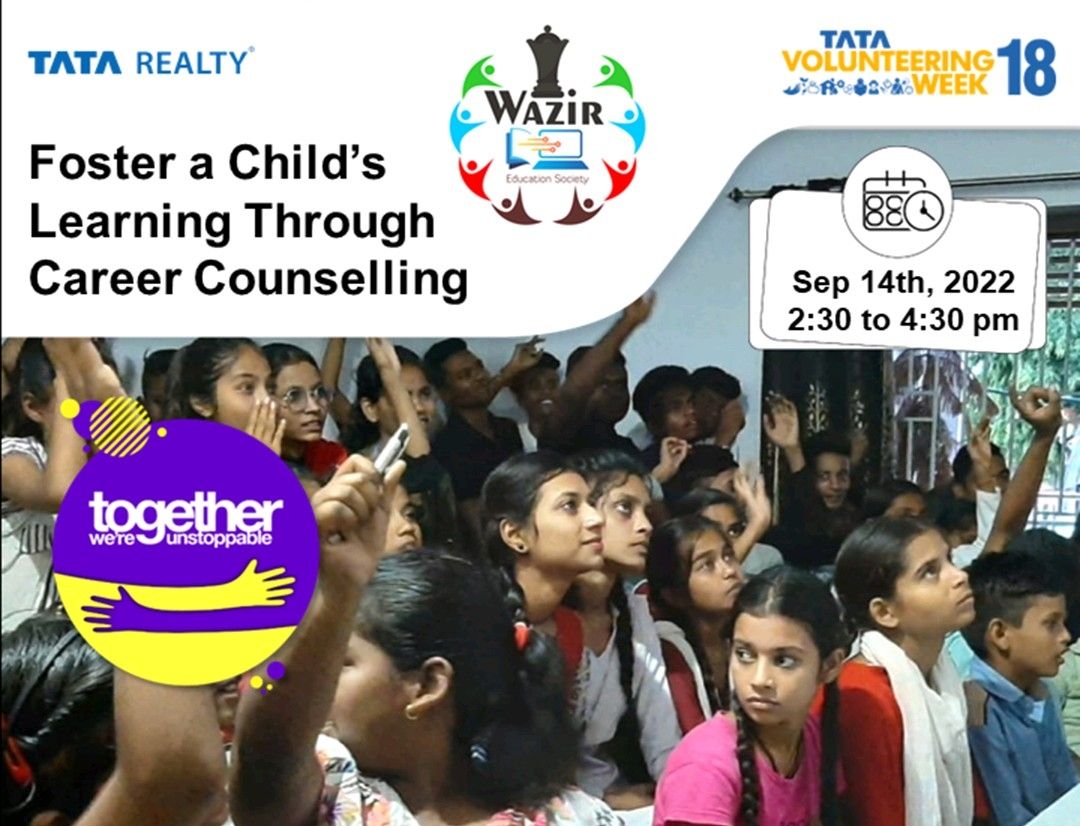 TATA REALTY®
WAZIR
Education Society
TATA
VOLUNTEERING
WEEK 18
Foster a Child’s
Learning Through
Career Counselling
Sep 14th, 2022
2:30 to 4:30 pm
together
we're unstoppable